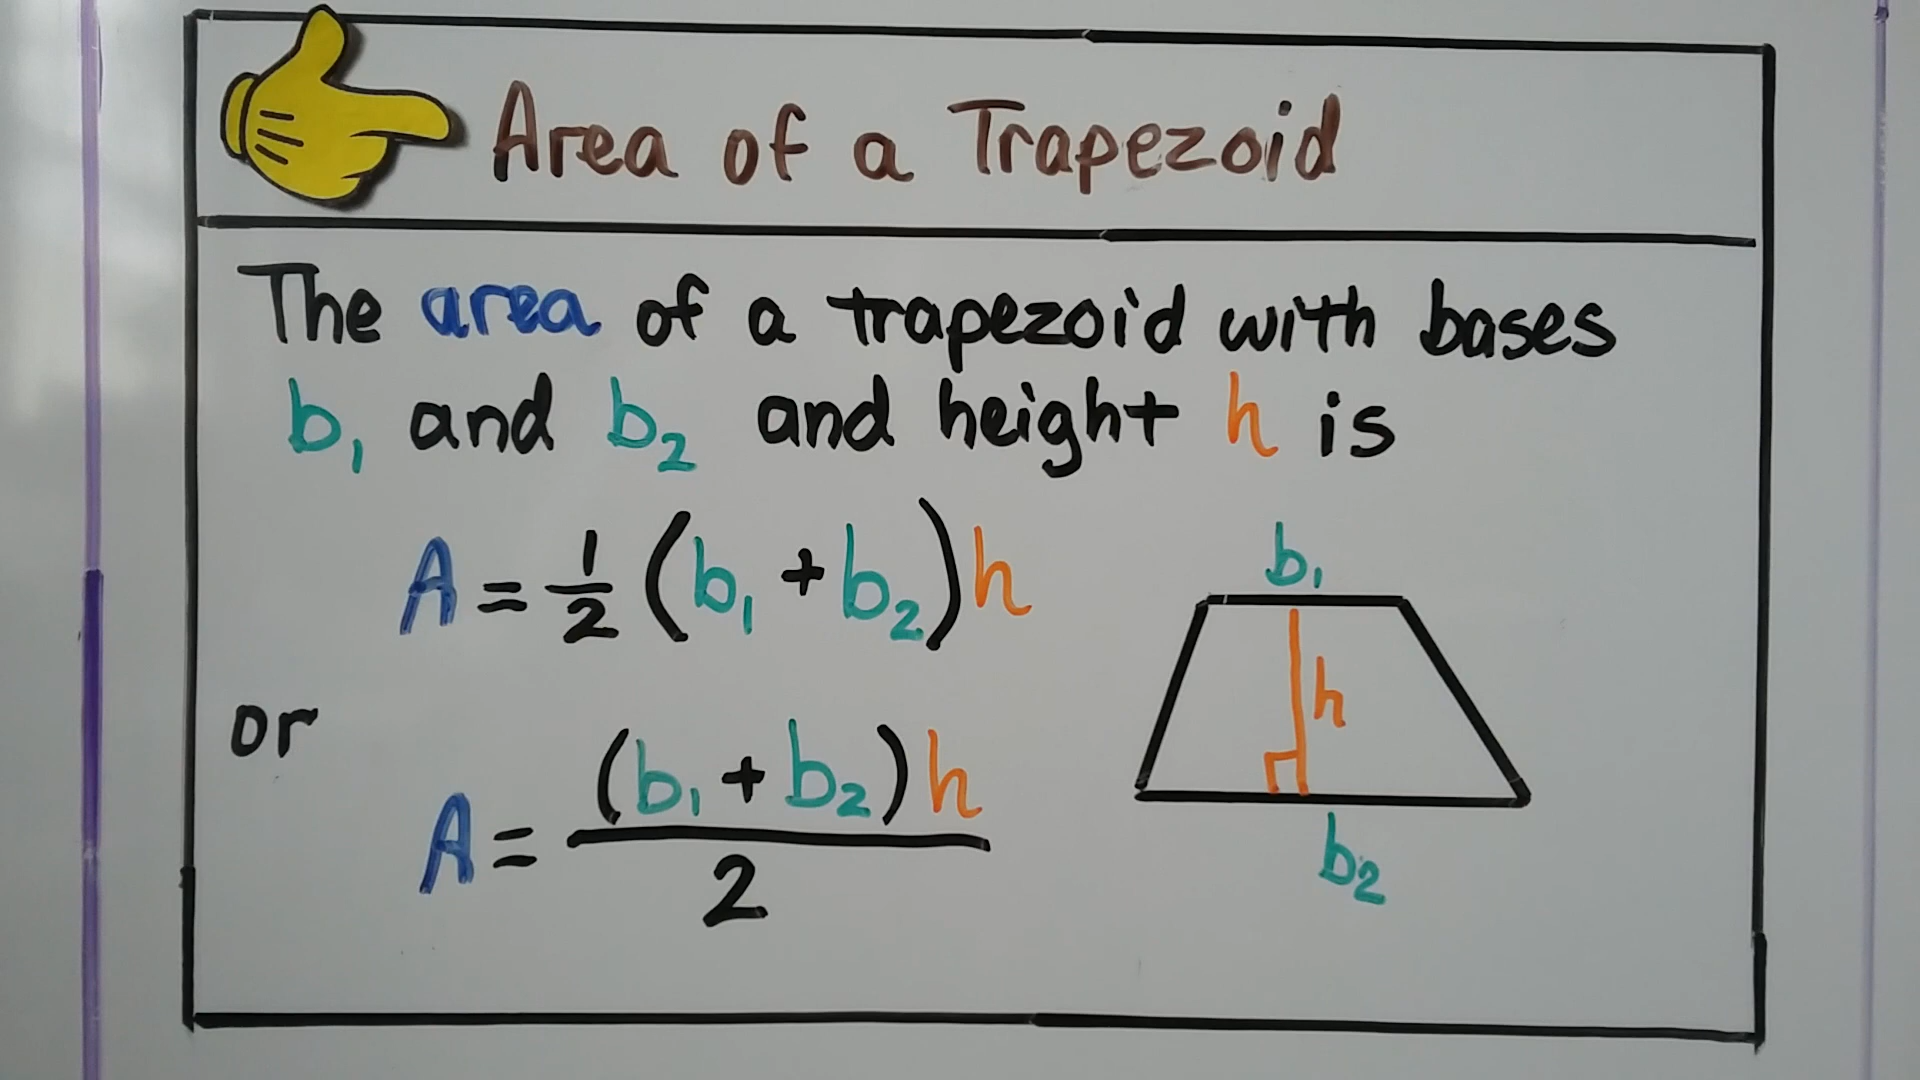 Area of a Trapezoid
The area of a trapezoid with bases
b₁ and b₂ and height h is
A = ½ (b₁ + b₂)h
or
A = (b₁ + b₂)h / 2
b₁
h
b₂